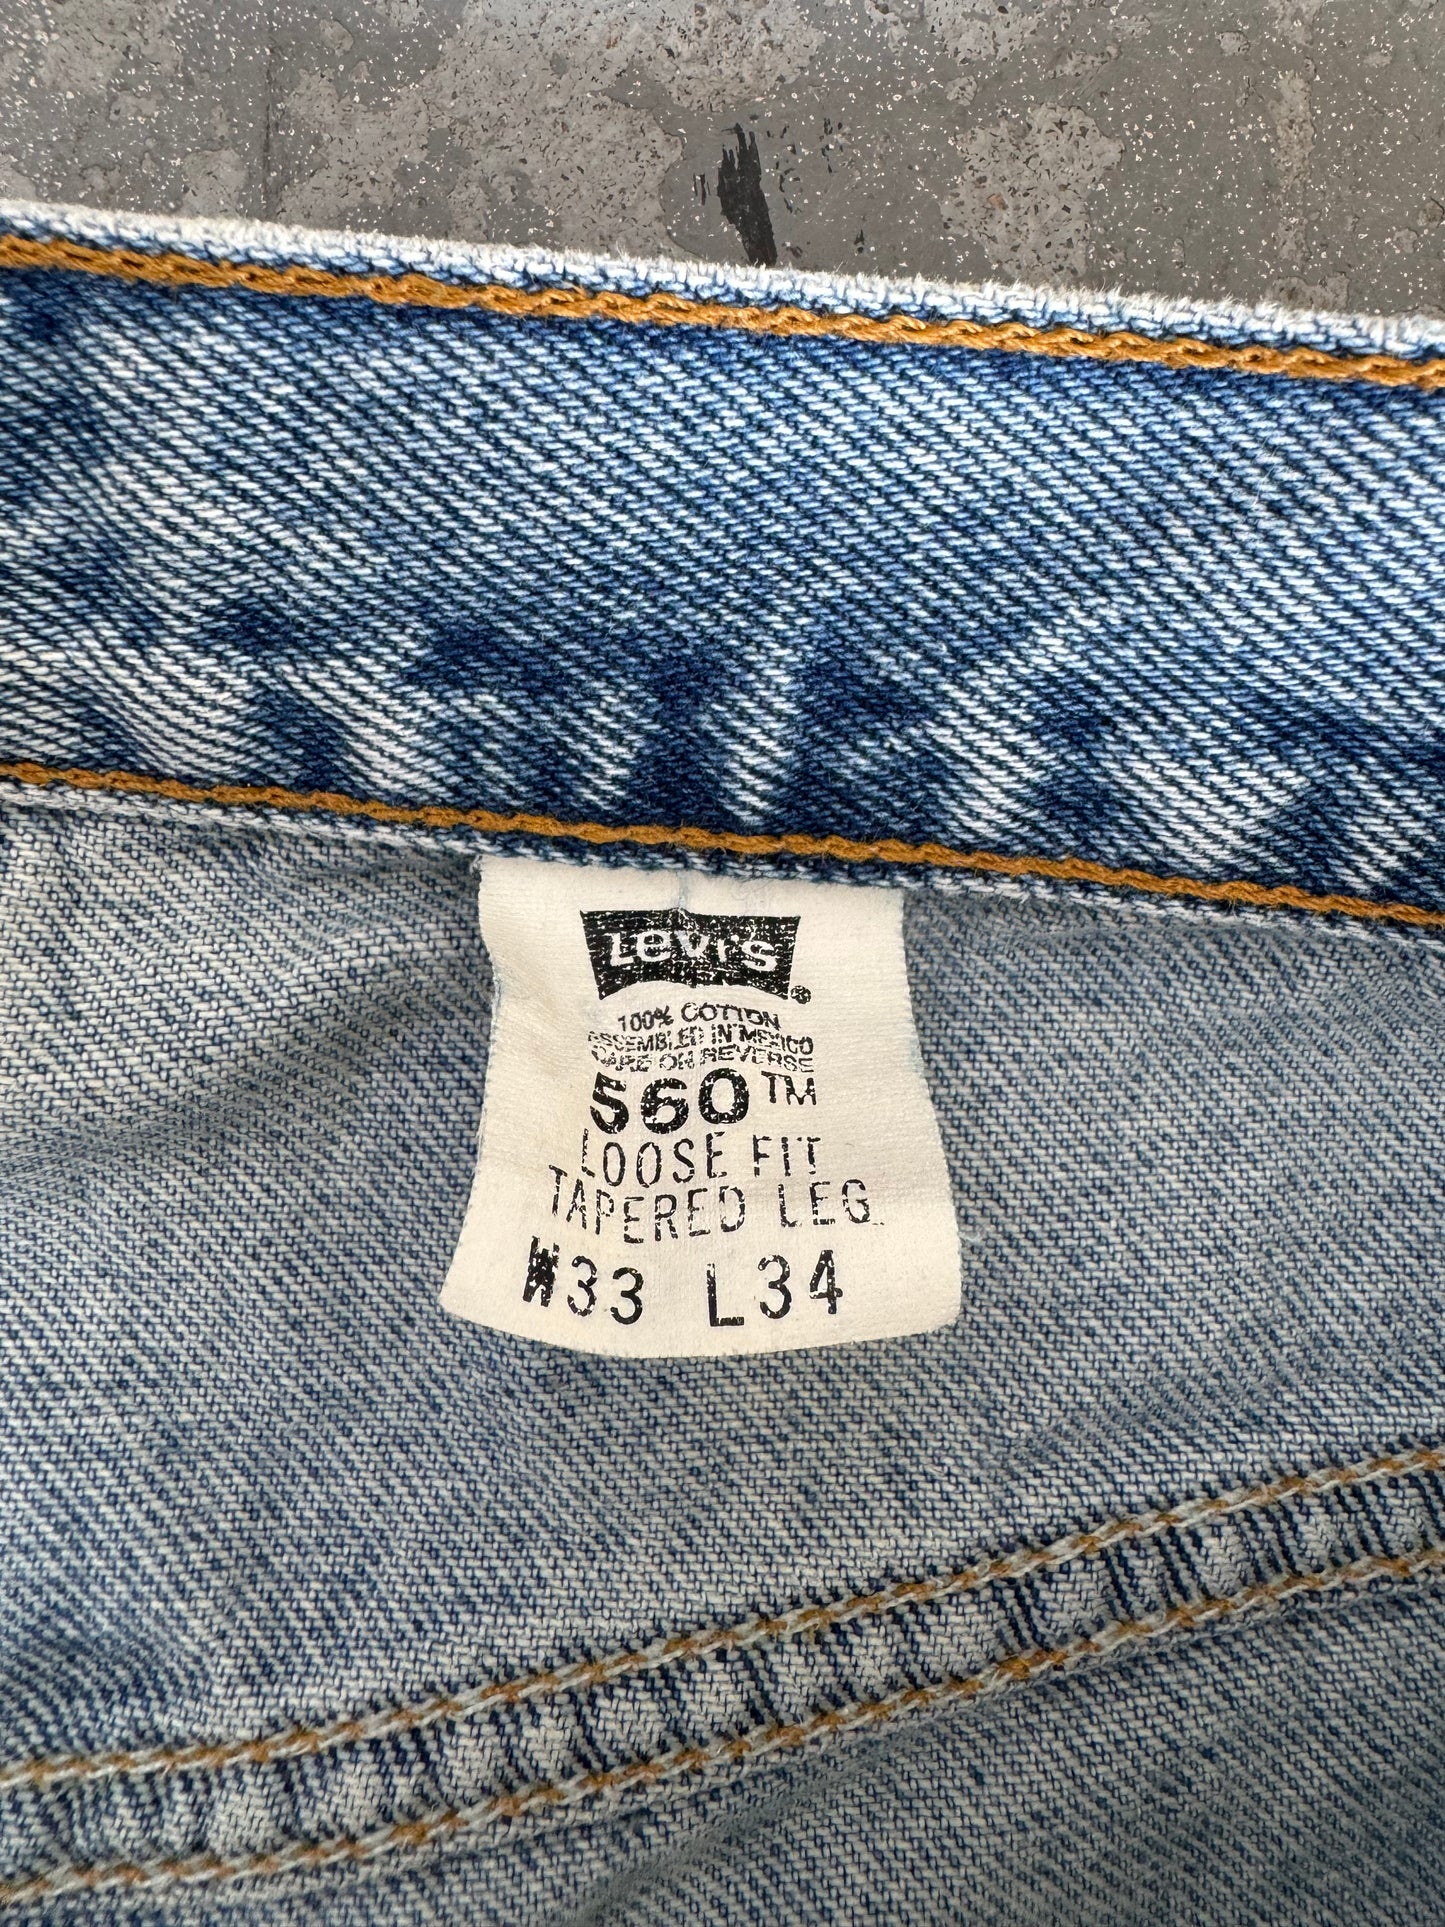 Levi's ®
100% COTTON
ASSEMBLED IN MEXICO
CARE ON REVERSE
560™
LOOSE FIT
TAPERED LEG
W33 L34